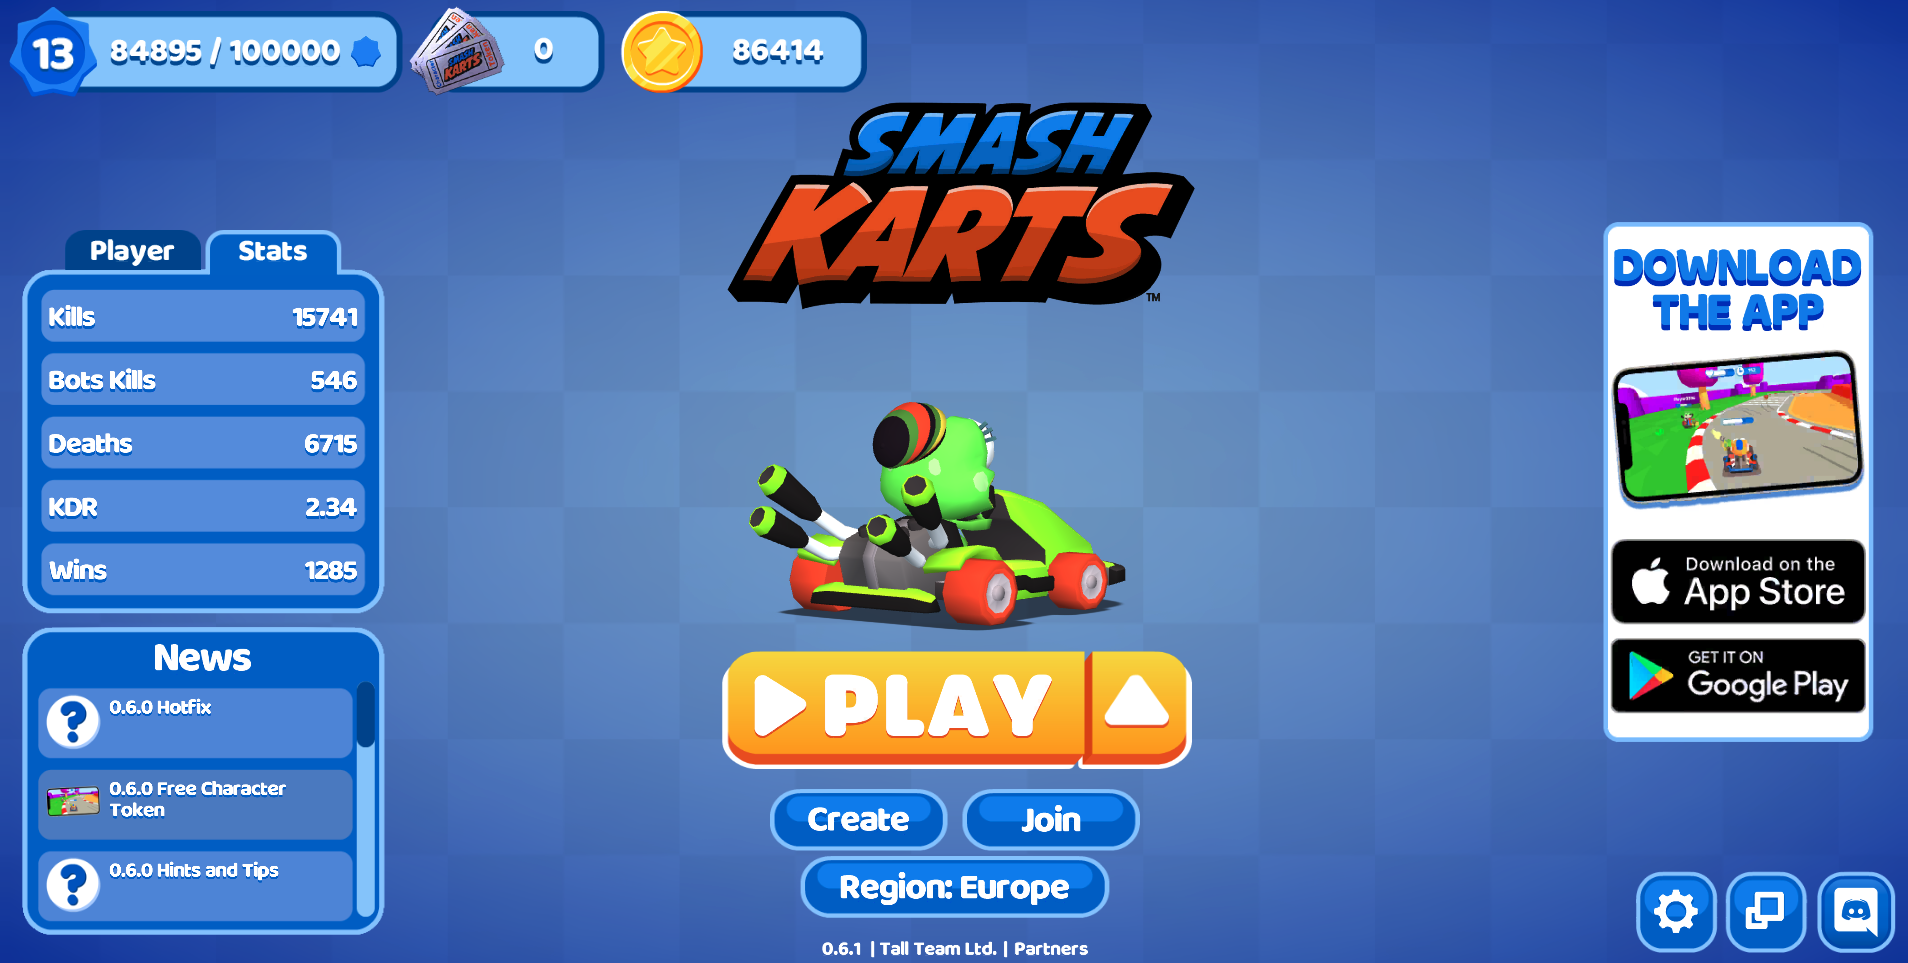 13
84895 / 100000
0
86414
SMASH
KARTS
TM
Player
Stats
Kills 15741
Bots Kills 546
Deaths 6715
KDR 2.34
Wins 1285
News
0.6.0 Hotfix
0.6.0 Free Character
Token
0.6.0 Hints and Tips
PLAY
Create
Join
Region: Europe
0.6.1 | Tall Team Ltd. | Partners
DOWNLOAD
THE APP
Download on the
App Store
GET IT ON
Google Play